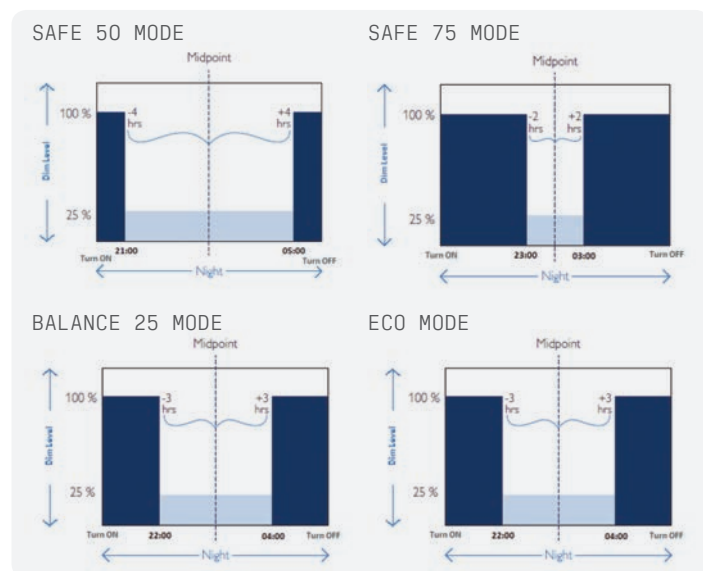 SAFE 50 MODE
Midpoint
100 %
-4 hrs
+4 hrs
Dim Level
25 %
21:00
05:00
Turn ON
Turn OFF
Night
SAFE 75 MODE
Midpoint
100 %
-2 hrs
+2 hrs
Dim Level
25 %
23:00
03:00
Turn ON
Turn OFF
Night
BALANCE 25 MODE
Midpoint
100 %
-3 hrs
+3 hrs
Dim Level
25 %
Turn ON
22:00
04:00
Turn OFF
Night
ECO MODE
Midpoint
100 %
-3 hrs
+3 hrs
Dim Level
25 %
Turn ON
22:00
04:00
Turn OFF
Night